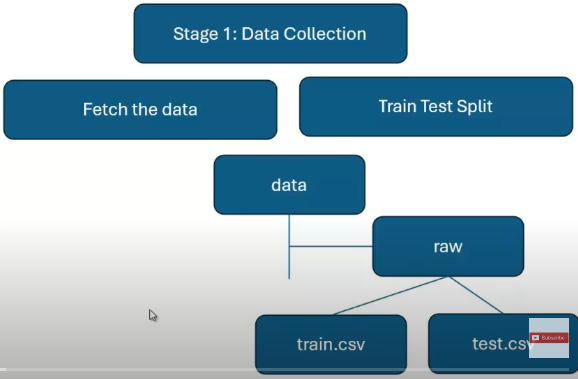 Stage 1: Data Collection
Fetch the data
Train Test Split
data
raw
train.csv
test.csv
Subscribe